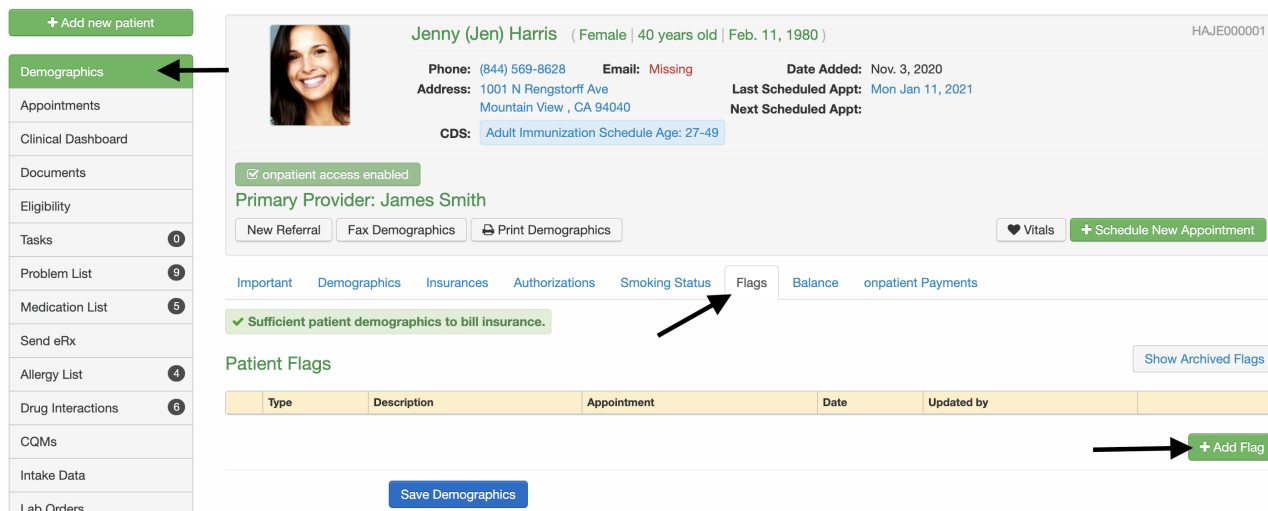 + Add new patient
Demographics
Appointments
Clinical Dashboard
Documents
Eligibility
Tasks 0
Problem List 9
Medication List 5
Send eRx
Allergy List 4
Drug Interactions 6
CQMs
Intake Data
Lab Orders
Jenny (Jen) Harris ( Female | 40 years old | Feb. 11, 1980 ) HAJE000001
Phone: (844) 569-8628 Email: Missing Date Added: Nov. 3, 2020
Address: 1001 N Rengstorff Ave Last Scheduled Appt: Mon Jan 11, 2021
Mountain View , CA 94040 Next Scheduled Appt:
CDS: Adult Immunization Schedule Age: 27-49
onpatient access enabled
Primary Provider: James Smith
New Referral Fax Demographics Print Demographics Vitals + Schedule New Appointment
Important Demographics Insurances Authorizations Smoking Status Flags Balance onpatient Payments
✓ Sufficient patient demographics to bill insurance.
Patient Flags Show Archived Flags
Type Description Appointment Date Updated by
+ Add Flag
Save Demographics